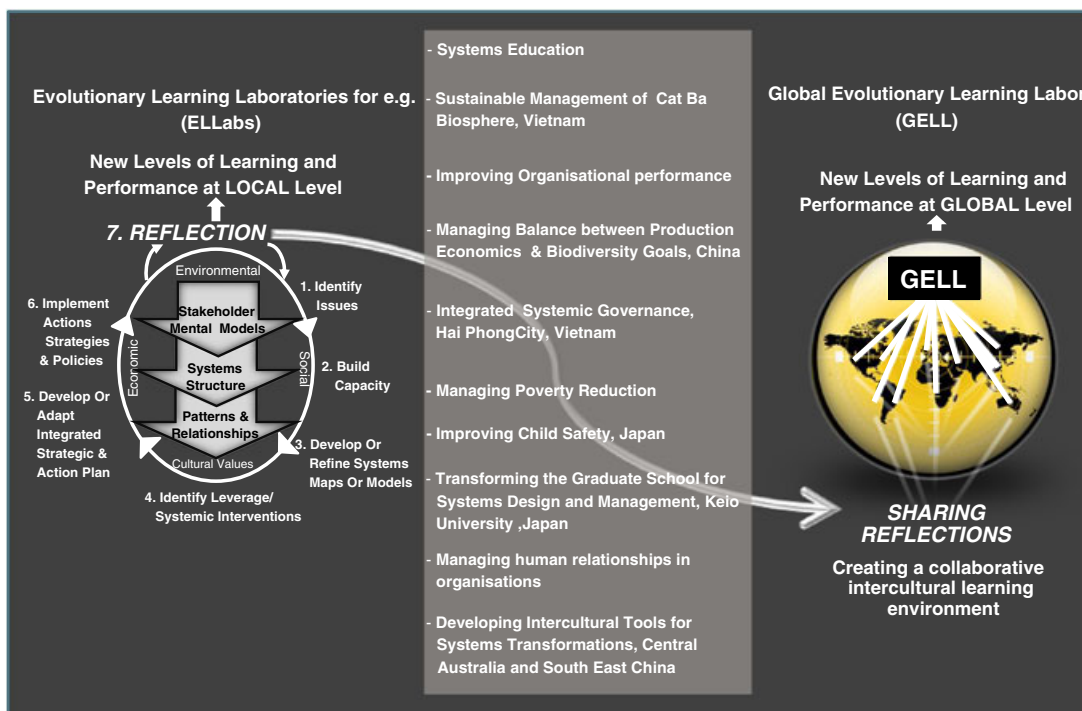 Evolutionary Learning Laboratories for e.g.
(ELLabs)
New Levels of Learning and
Performance at LOCAL Level
7. REFLECTION
Environmental
Stakeholder
Mental Models
Systems
Structure
Patterns &
Relationships
Cultural Values
Economic
Social
1. Identify
Issues
2. Build
Capacity
3. Develop Or
Refine Systems
Maps Or Models
4. Identify Leverage/
Systemic Interventions
5. Develop Or
Adapt
Integrated
Strategic &
Action Plan
6. Implement
Actions
Strategies
& Policies
- Systems Education
- Sustainable Management of Cat Ba
Biosphere, Vietnam
- Improving Organisational performance
- Managing Balance between Production
Economics & Biodiversity Goals, China
- Integrated Systemic Governance,
Hai PhongCity, Vietnam
- Managing Poverty Reduction
- Improving Child Safety, Japan
- Transforming the Graduate School for
Systems Design and Management, Keio
University ,Japan
- Managing human relationships in
organisations
- Developing Intercultural Tools for
Systems Transformations, Central
Australia and South East China
Global Evolutionary Learning Labor
(GELL)
New Levels of Learning and
Performance at GLOBAL Level
GELL
SHARING
REFLECTIONS
Creating a collaborative
intercultural learning
environment